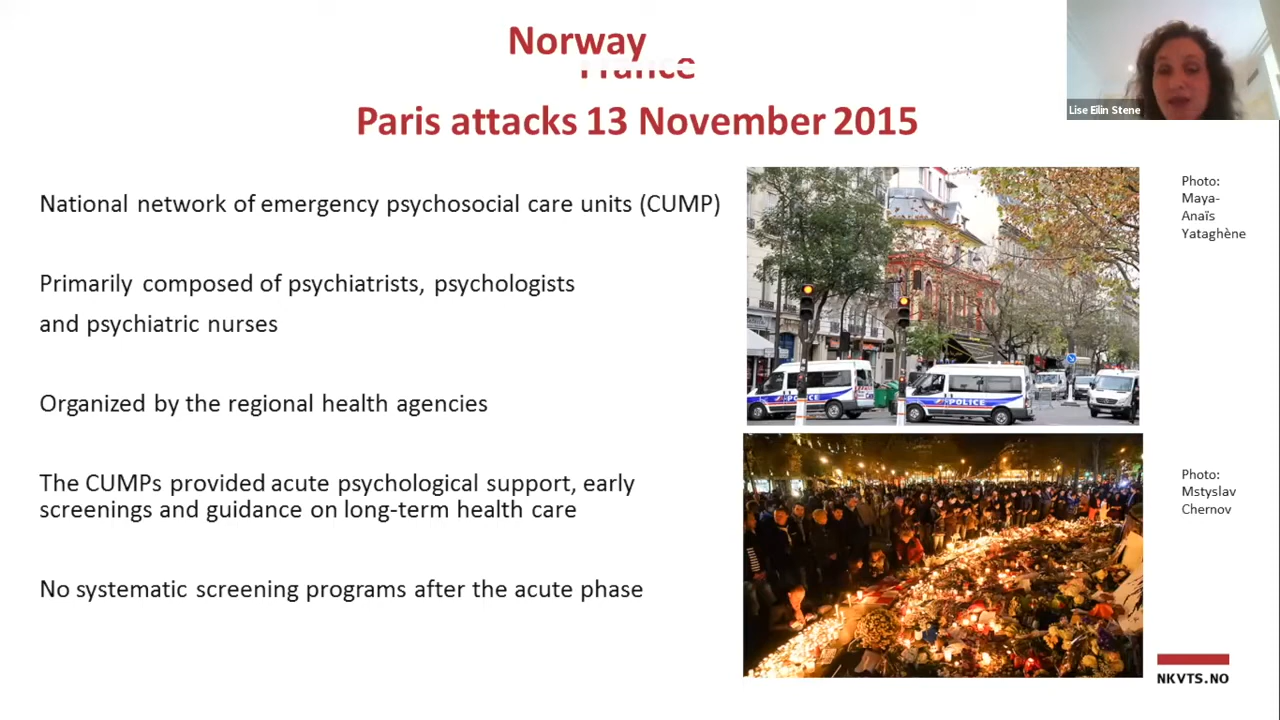 Norway
France
Paris attacks 13 November 2015
Lise Eilin Stene
National network of emergency psychosocial care units (CUMP)
Primarily composed of psychiatrists, psychologists
and psychiatric nurses
Organized by the regional health agencies
The CUMPs provided acute psychological support, early
screenings and guidance on long-term health care
No systematic screening programs after the acute phase
POLICE
POLICE
Photo:
Maya-
Anaïs
Yataghène
Photo:
Mstyslav
Chernov
NKVTS.NO